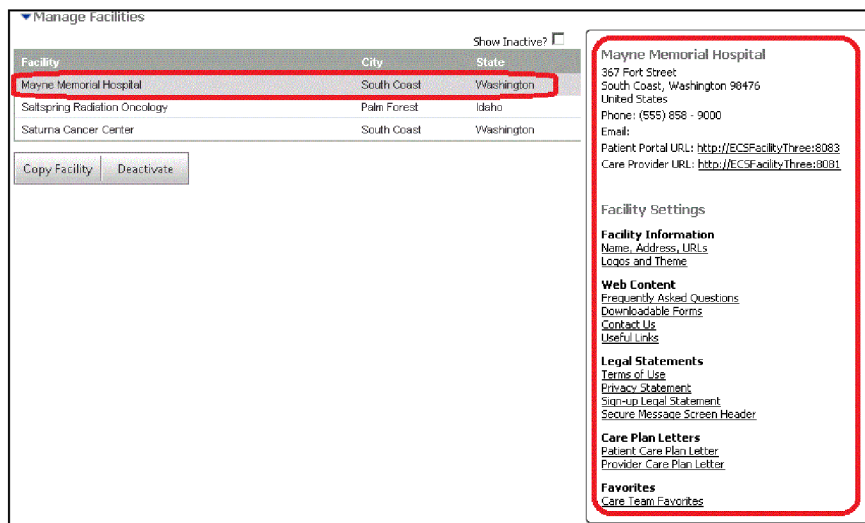 Manage Facilities
Show Inactive?
Facility City State
Mayne Memorial Hospital South Coast Washington
Saltspring Radiation Oncology Palm Forest Idaho
Saturna Cancer Center South Coast Washington
Copy Facility Deactivate
Mayne Memorial Hospital
367 Fort Street
South Coast, Washington 98476
United States
Phone: (555) 858 - 9000
Email:
Patient Portal URL: http://ECSFacilityThree:8083
Care Provider URL: http://ECSFacilityThree:8081
Facility Settings
Facility Information
Name, Address, URLs
Logos and Theme
Web Content
Frequently Asked Questions
Downloadable Forms
Contact Us
Useful Links
Legal Statements
Terms of Use
Privacy Statement
Sign-up Legal Statement
Secure Message Screen Header
Care Plan Letters
Patient Care Plan Letter
Provider Care Plan Letter
Favorites
Care Team Favorites